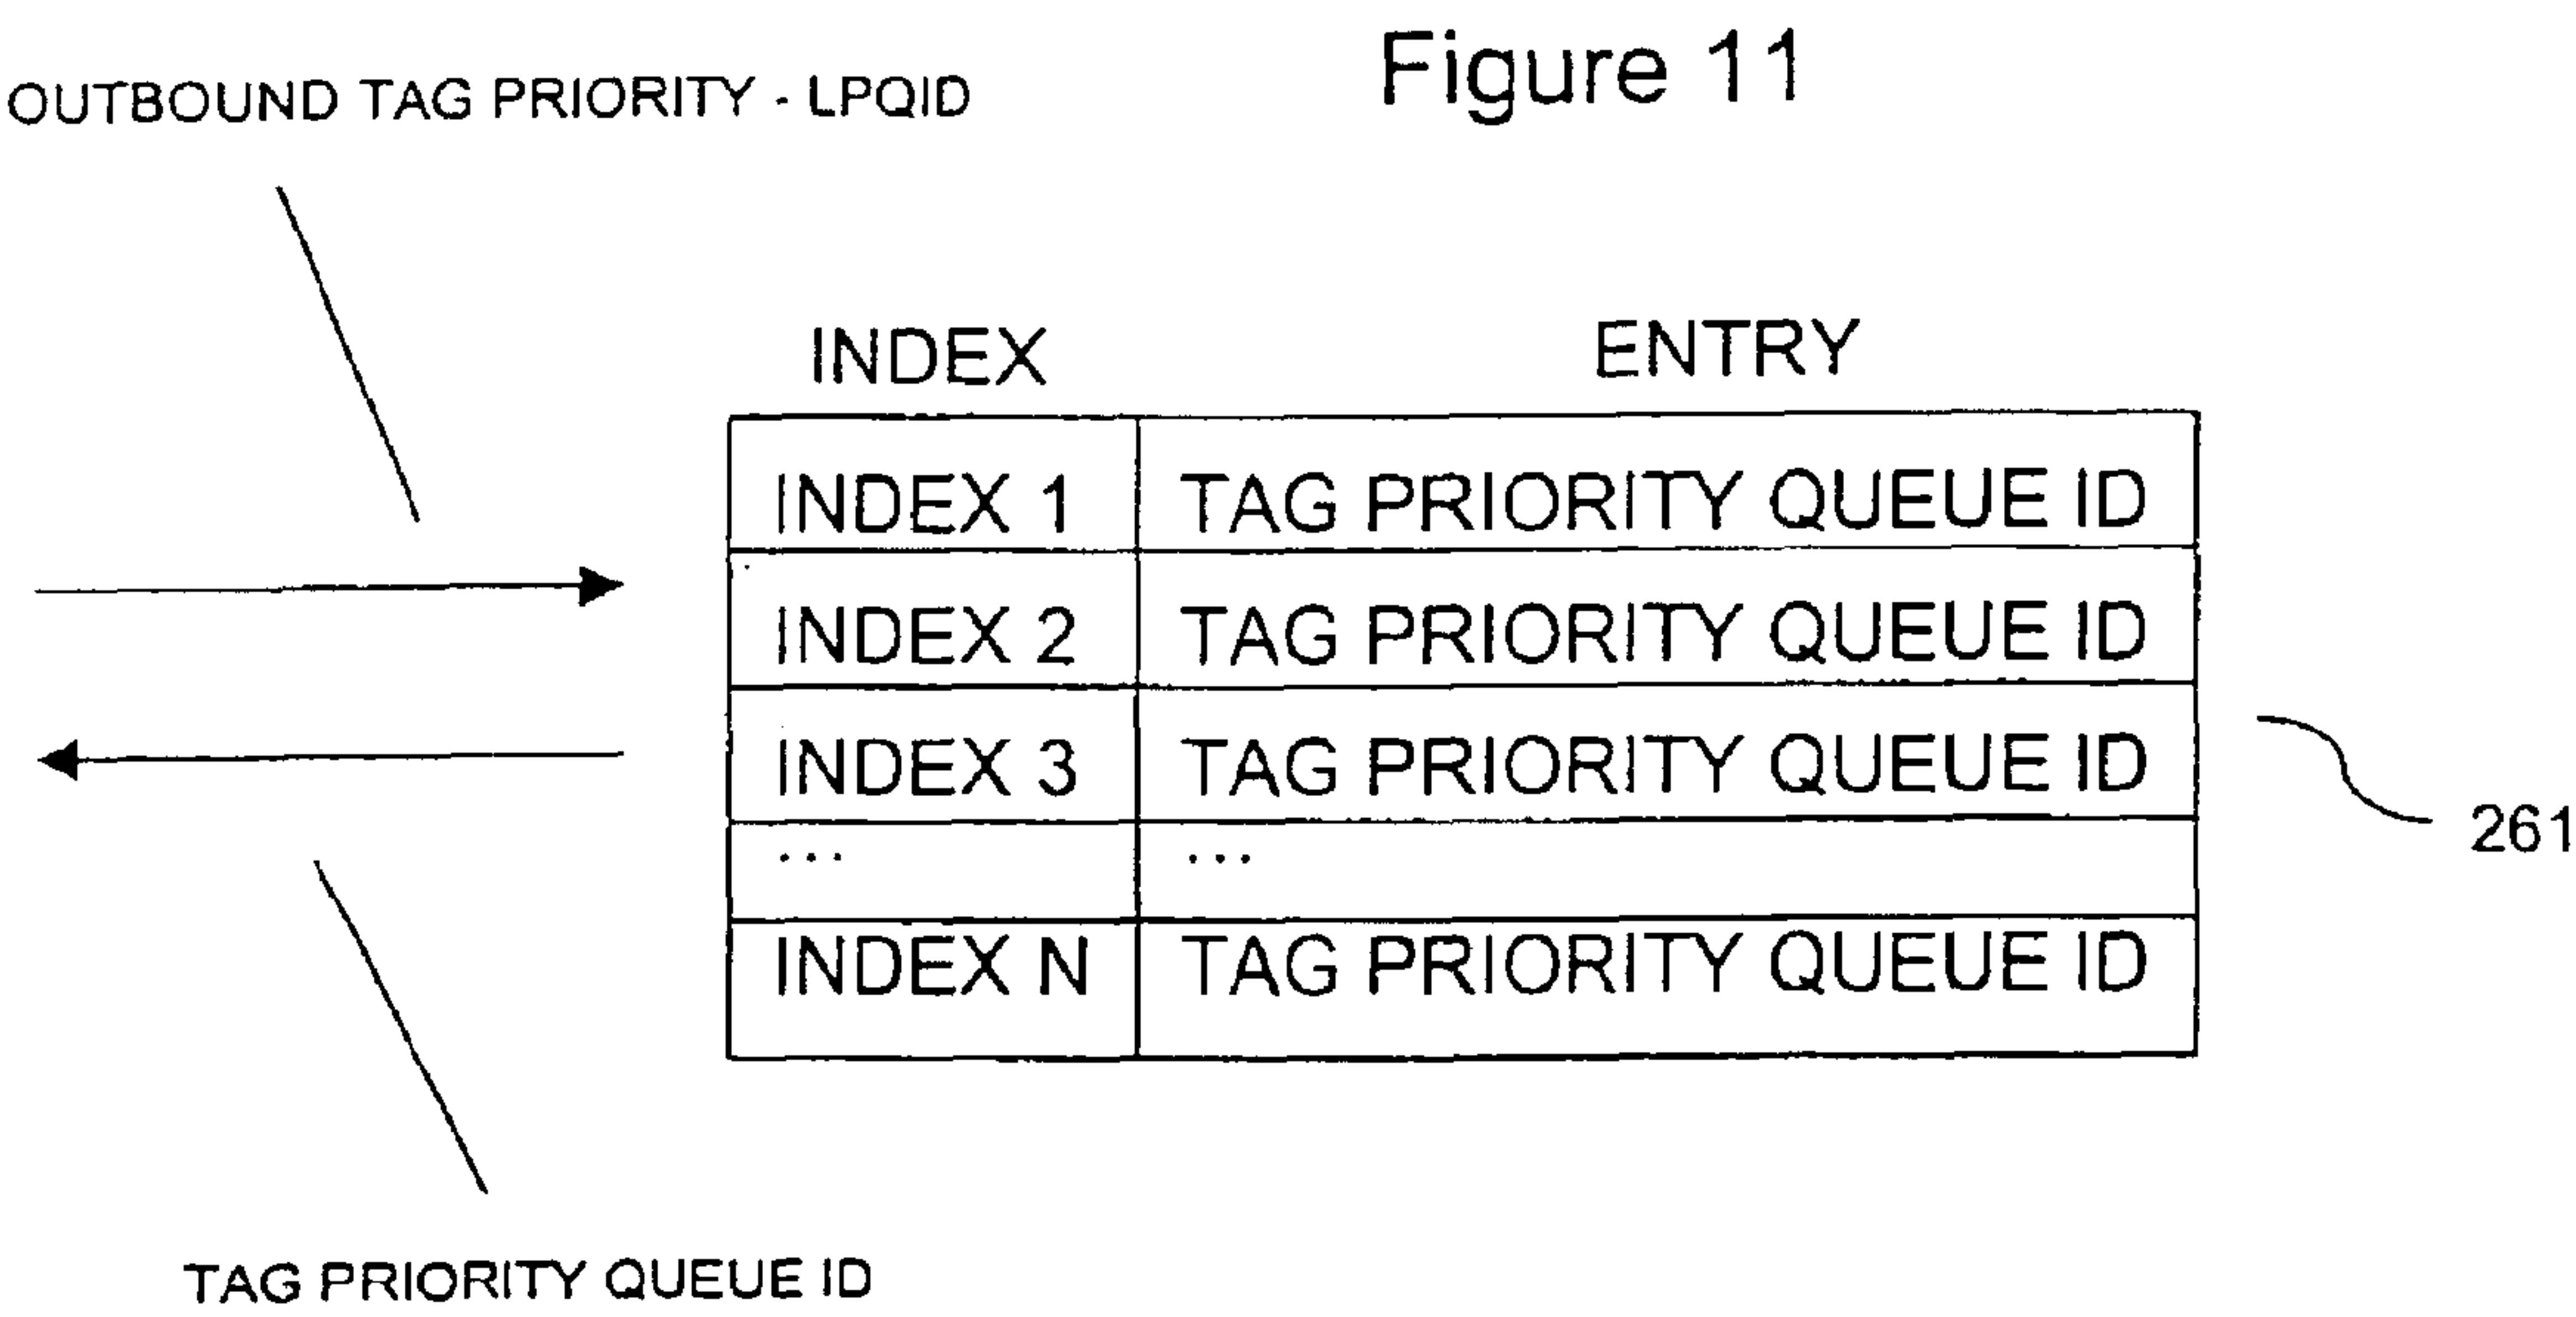 Figure 11
OUTBOUND TAG PRIORITY - LPQID
INDEX ENTRY
INDEX 1 TAG PRIORITY QUEUE ID
INDEX 2 TAG PRIORITY QUEUE ID
INDEX 3 TAG PRIORITY QUEUE ID
... ...
INDEX N TAG PRIORITY QUEUE ID
261
TAG PRIORITY QUEUE ID